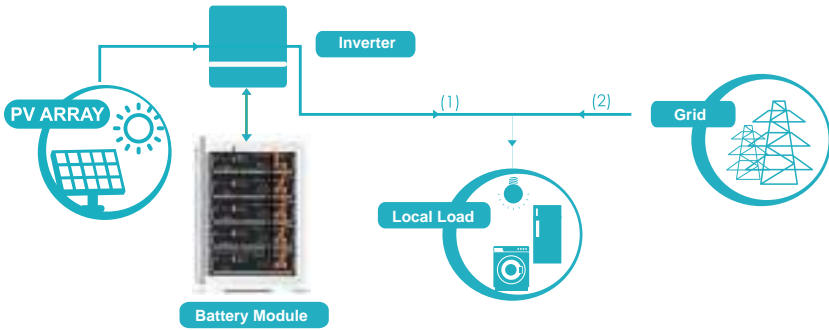 Inverter
PV ARRAY
(1)
(2)
Grid
Local Load
Battery Module